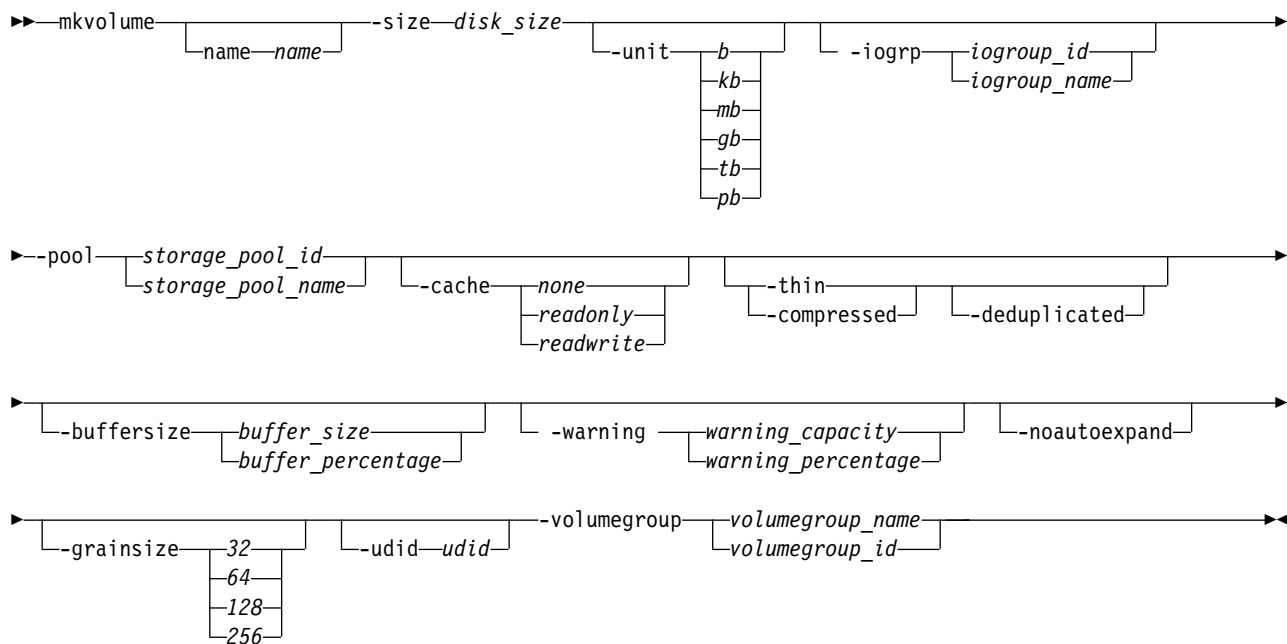 mkvolume name name -size disk_size -unit b -iogrp iogroup_id
kb iogroup_name
mb
gb
tb
pb
-pool storage_pool_id -cache none -thin -deduplicated
storage_pool_name readonly -compressed
readwrite
-buffersize buffer_size -warning warning_capacity -noautoexpand
buffer_percentage warning_percentage
-grainsize 32 -udid udid -volumegroup volumegroup_name
64 volumegroup_id
128
256